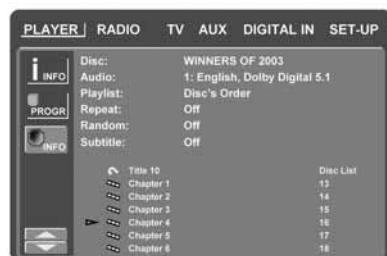 PLAYER RADIO TV AUX DIGITAL IN SET-UP
INFO
PROGR
INFO
Disc: WINNERS OF 2003
Audio: 1: English, Dolby Digital 5.1
Playlist: Disc's Order
Repeat: Off
Random: Off
Subtitle: Off
Title 10 Disc List
Chapter 1 13
Chapter 2 14
Chapter 3 15
Chapter 4 16
Chapter 5 17
Chapter 6 18